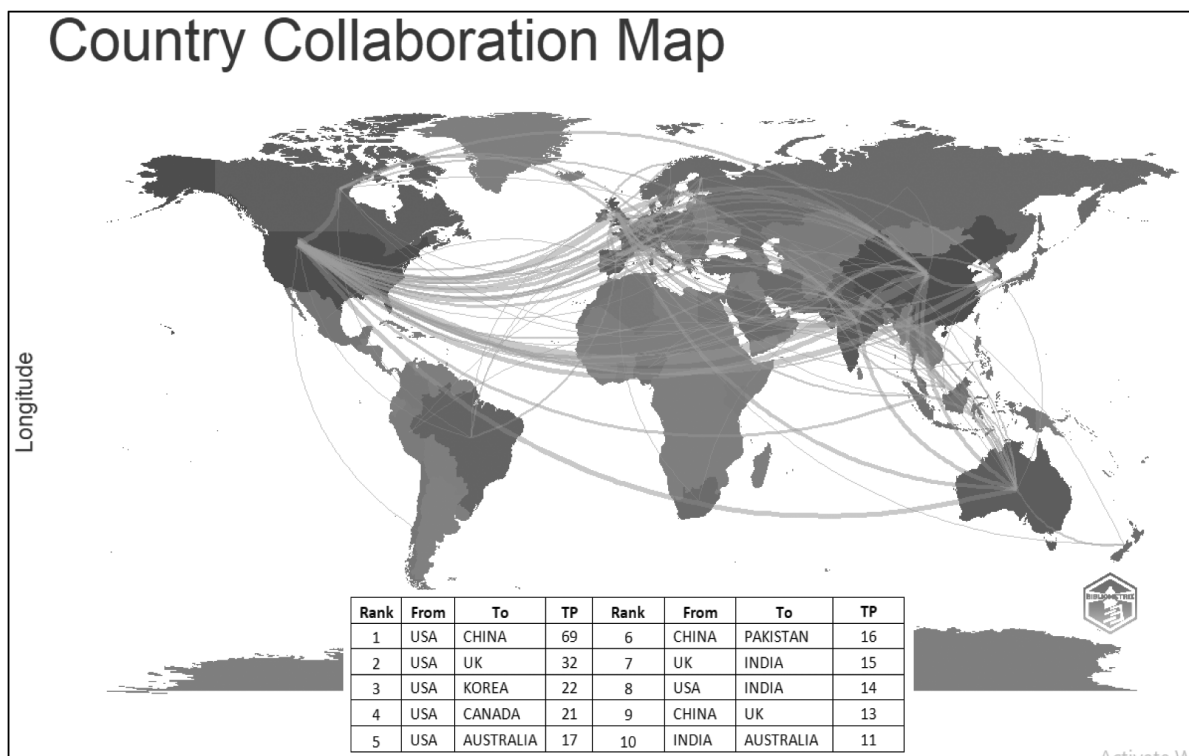 Country Collaboration Map
Longitude
BIBLIOMETRIX
Rank From To TP Rank From To TP
1 USA CHINA 69 6 CHINA PAKISTAN 16
2 USA UK 32 7 UK INDIA 15
3 USA KOREA 22 8 USA INDIA 14
4 USA CANADA 21 9 CHINA UK 13
5 USA AUSTRALIA 17 10 INDIA AUSTRALIA 11